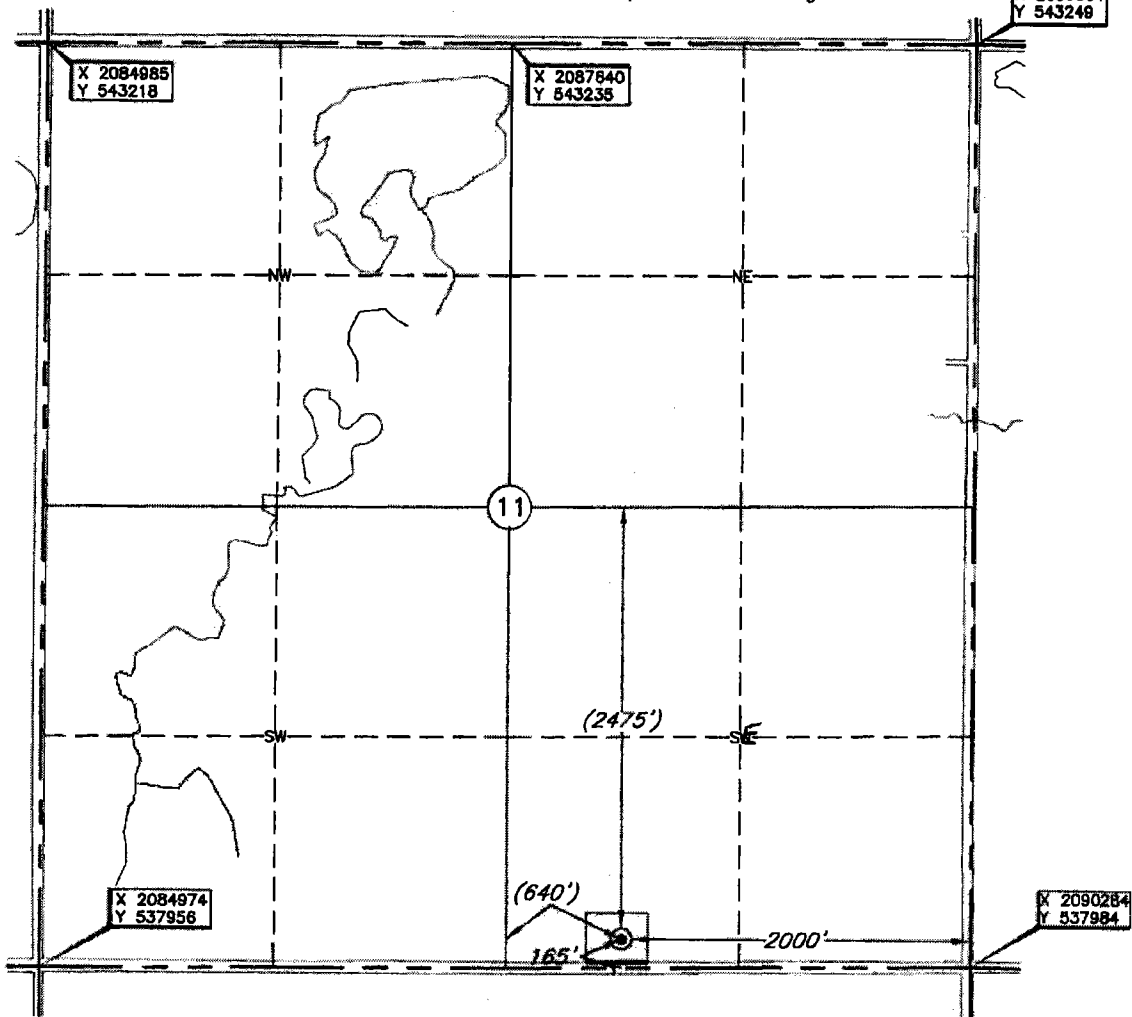 Y 543249
X 2084985
Y 543218
X 2087640
Y 543235
NW
NE
11
(2475')
SW
SE
X 2084974
Y 537956
(640')
165'
2000'
X 2090284
Y 537984